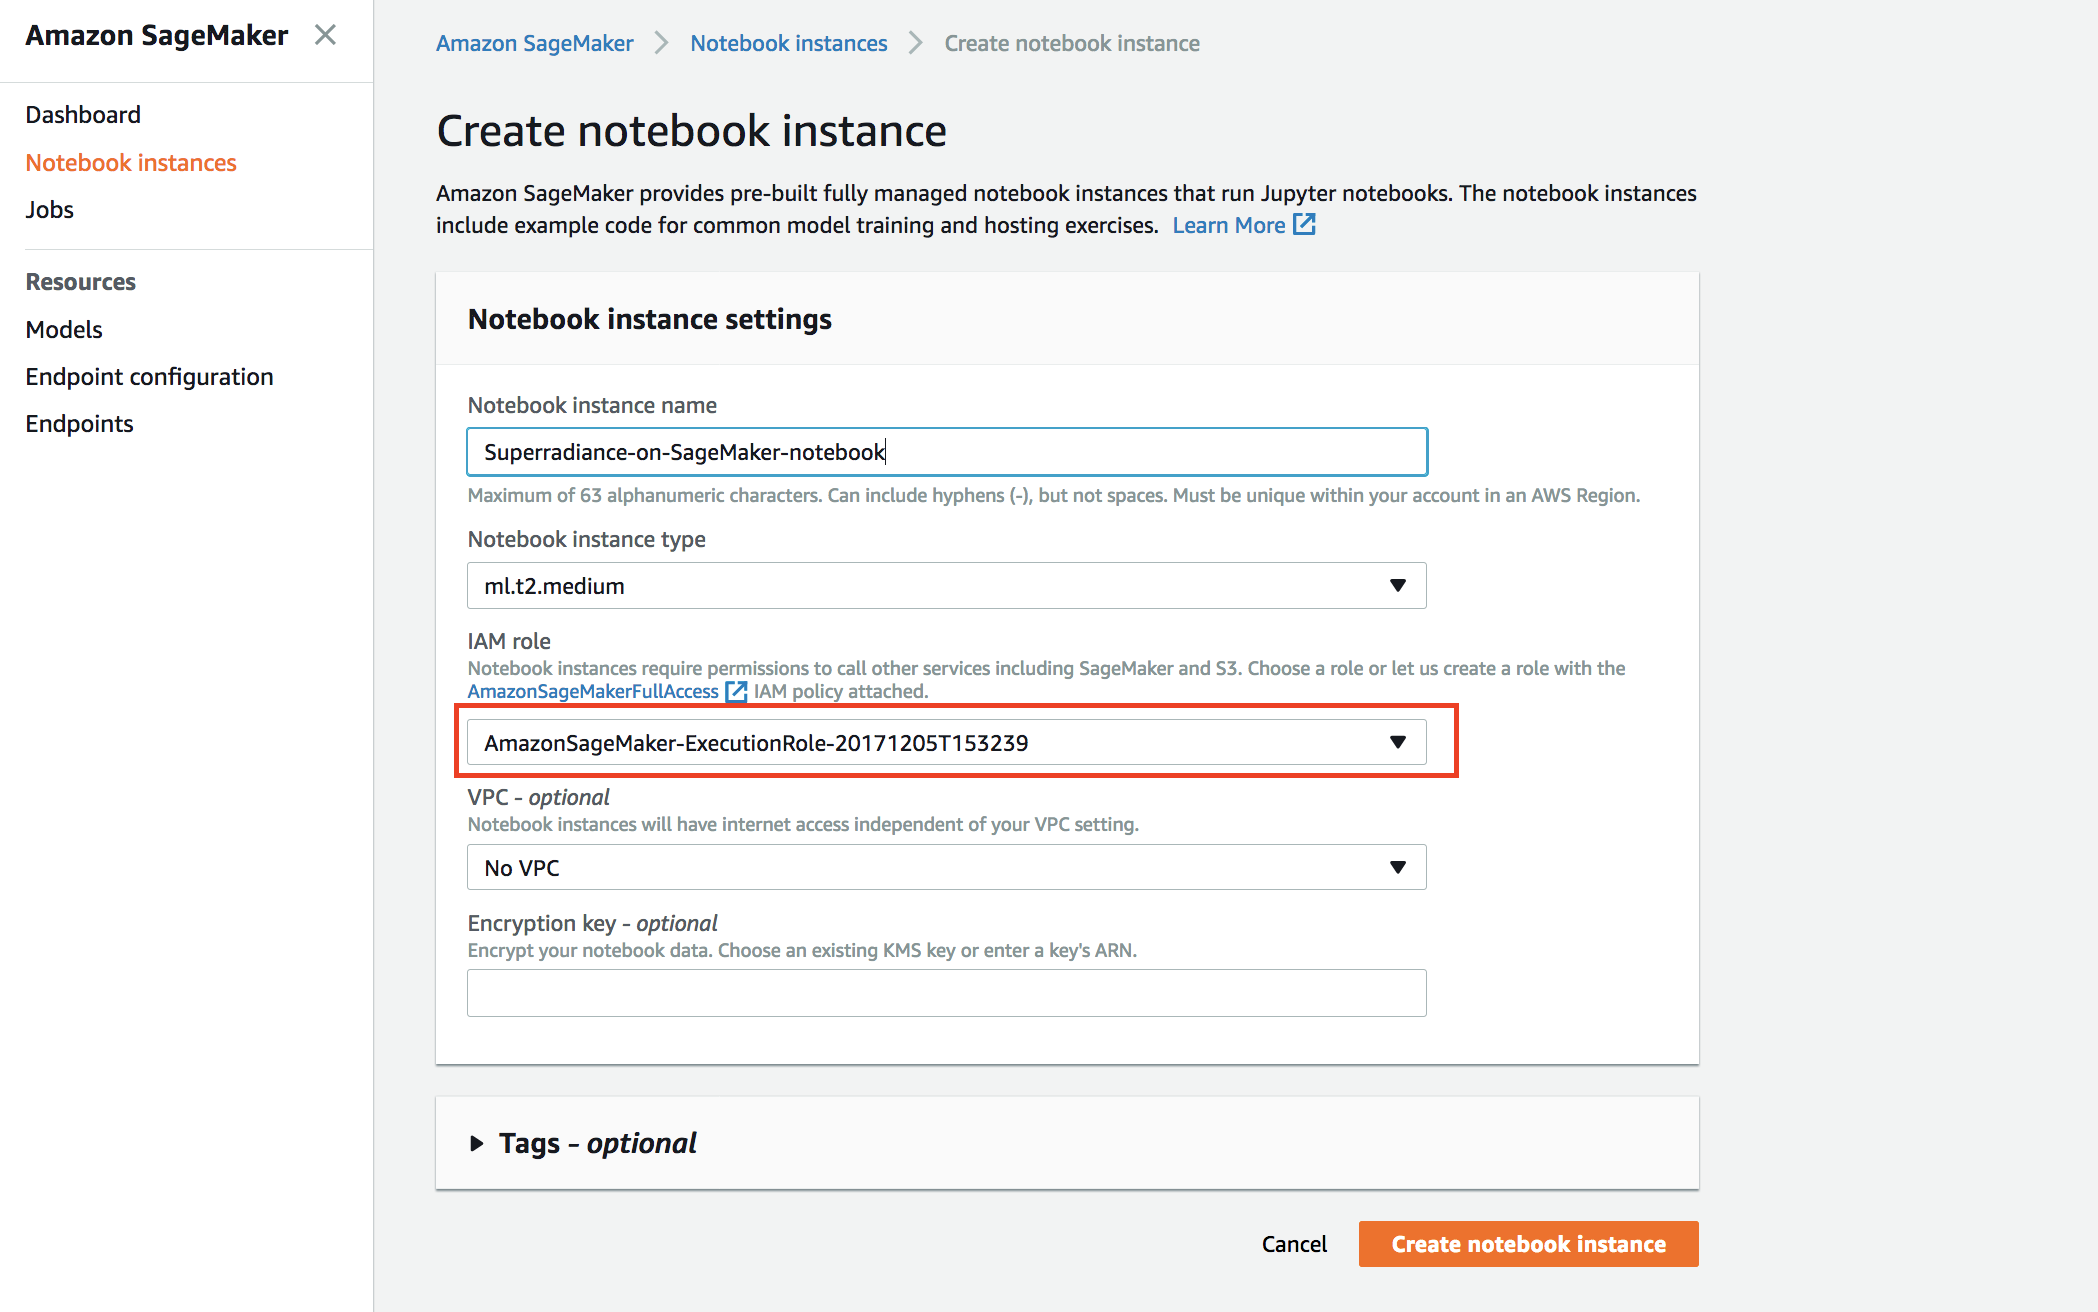 Amazon SageMaker
Dashboard
Notebook instances
Jobs
Resources
Models
Endpoint configuration
Endpoints
Amazon SageMaker Notebook instances Create notebook instance
Create notebook instance
Amazon SageMaker provides pre-built fully managed notebook instances that run Jupyter notebooks. The notebook instances
include example code for common model training and hosting exercises. Learn More
Notebook instance settings
Notebook instance name
Superradiance-on-SageMaker-notebook
Maximum of 63 alphanumeric characters. Can include hyphens (-), but not spaces. Must be unique within your account in an AWS Region.
Notebook instance type
ml.t2.medium
IAM role
Notebook instances require permissions to call other services including SageMaker and S3. Choose a role or let us create a role with the
AmazonSageMakerFullAccess IAM policy attached.
AmazonSageMaker-ExecutionRole-20171205T153239
VPC - optional
Notebook instances will have internet access independent of your VPC setting.
No VPC
Encryption key - optional
Encrypt your notebook data. Choose an existing KMS key or enter a key's ARN.
Tags - optional
Cancel
Create notebook instance